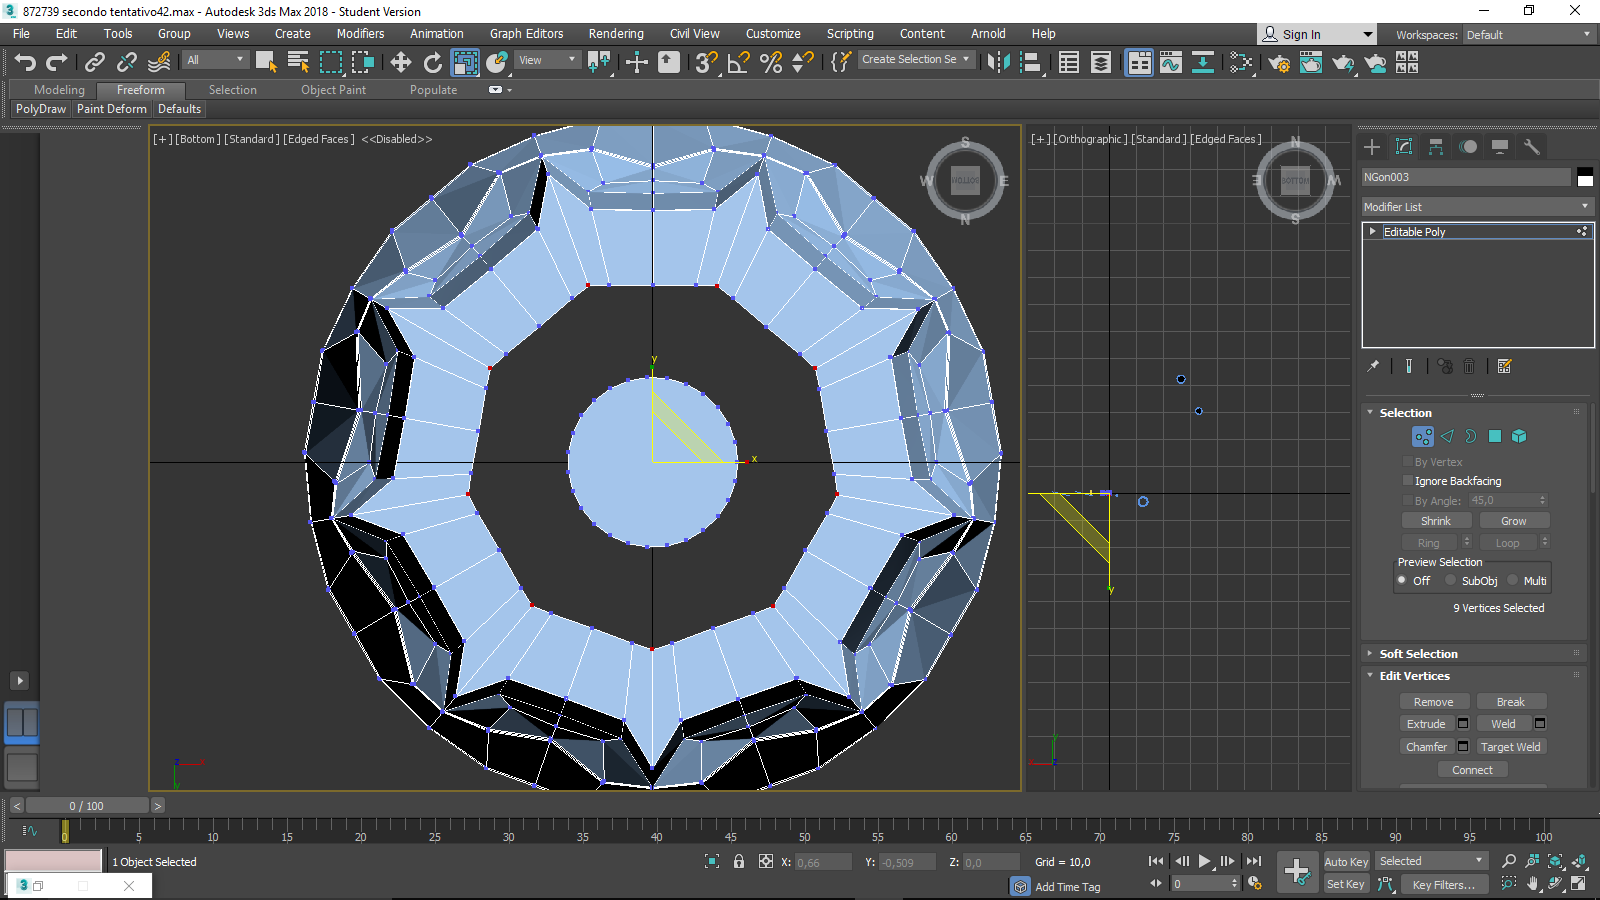 872739 secondo tentativo42.max - Autodesk 3ds Max 2018 - Student Version
File Edit Tools Group Views Create Modifiers Animation Graph Editors Rendering Civil View Customize Scripting Content Arnold Help
Sign In Workspaces: Default
All View Create Selection Se
Modeling Freeform Selection Object Paint Populate
PolyDraw Paint Deform Defaults
[+] [Bottom] [Standard] [Edged Faces] <<Disabled>>
S
W E
N
BOTTOM
y
x
[+] [Orthographic] [Standard] [Edged Faces]
N
E W
S
BOTTOM
y
NGon003
Modifier List
Editable Poly
Selection
By Vertex
Ignore Backfacing
By Angle: 45,0
Shrink Grow
Ring Loop
Preview Selection
Off SubObj Multi
9 Vertices Selected
Soft Selection
Edit Vertices
Remove Break
Extrude Weld
Chamfer Target Weld
Connect
< 0 / 100 >
0 5 10 15 20 25 30 35 40 45 50 55 60 65 70 75 80 85 90 95 100
1 Object Selected
X: 0,66 Y: -0,509 Z: 0,0 Grid = 10,0
Add Time Tag
0
Auto Key Selected
Set Key Key Filters...